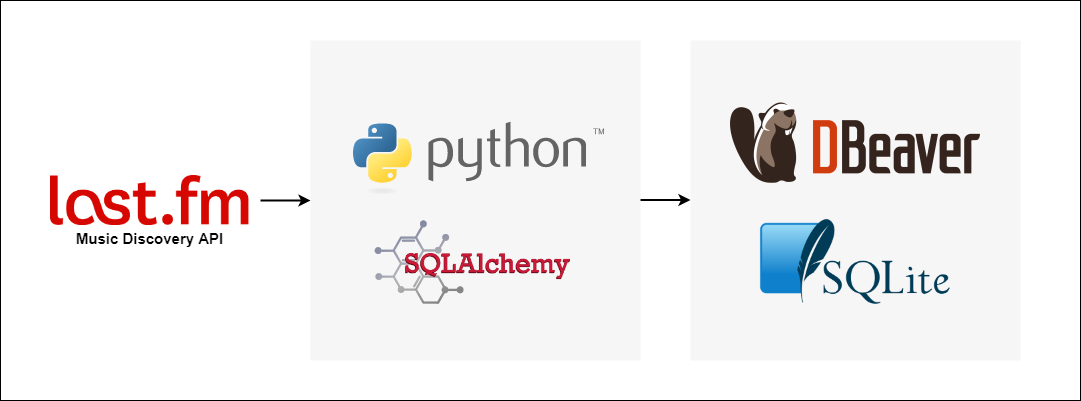 last.fm
Music Discovery API
python™
SQLAlchemy
DBeaver
SQLite